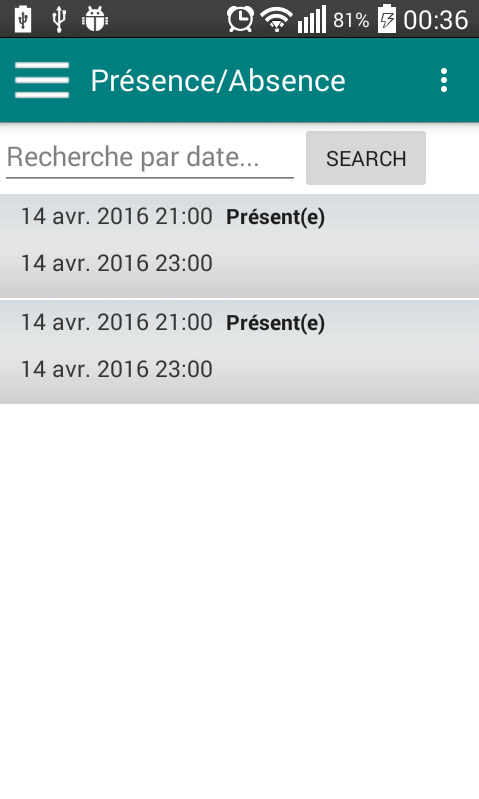 81% 00:36
Présence/Absence
Recherche par date... SEARCH
14 avr. 2016 21:00 Présent(e)
14 avr. 2016 23:00
14 avr. 2016 21:00 Présent(e)
14 avr. 2016 23:00